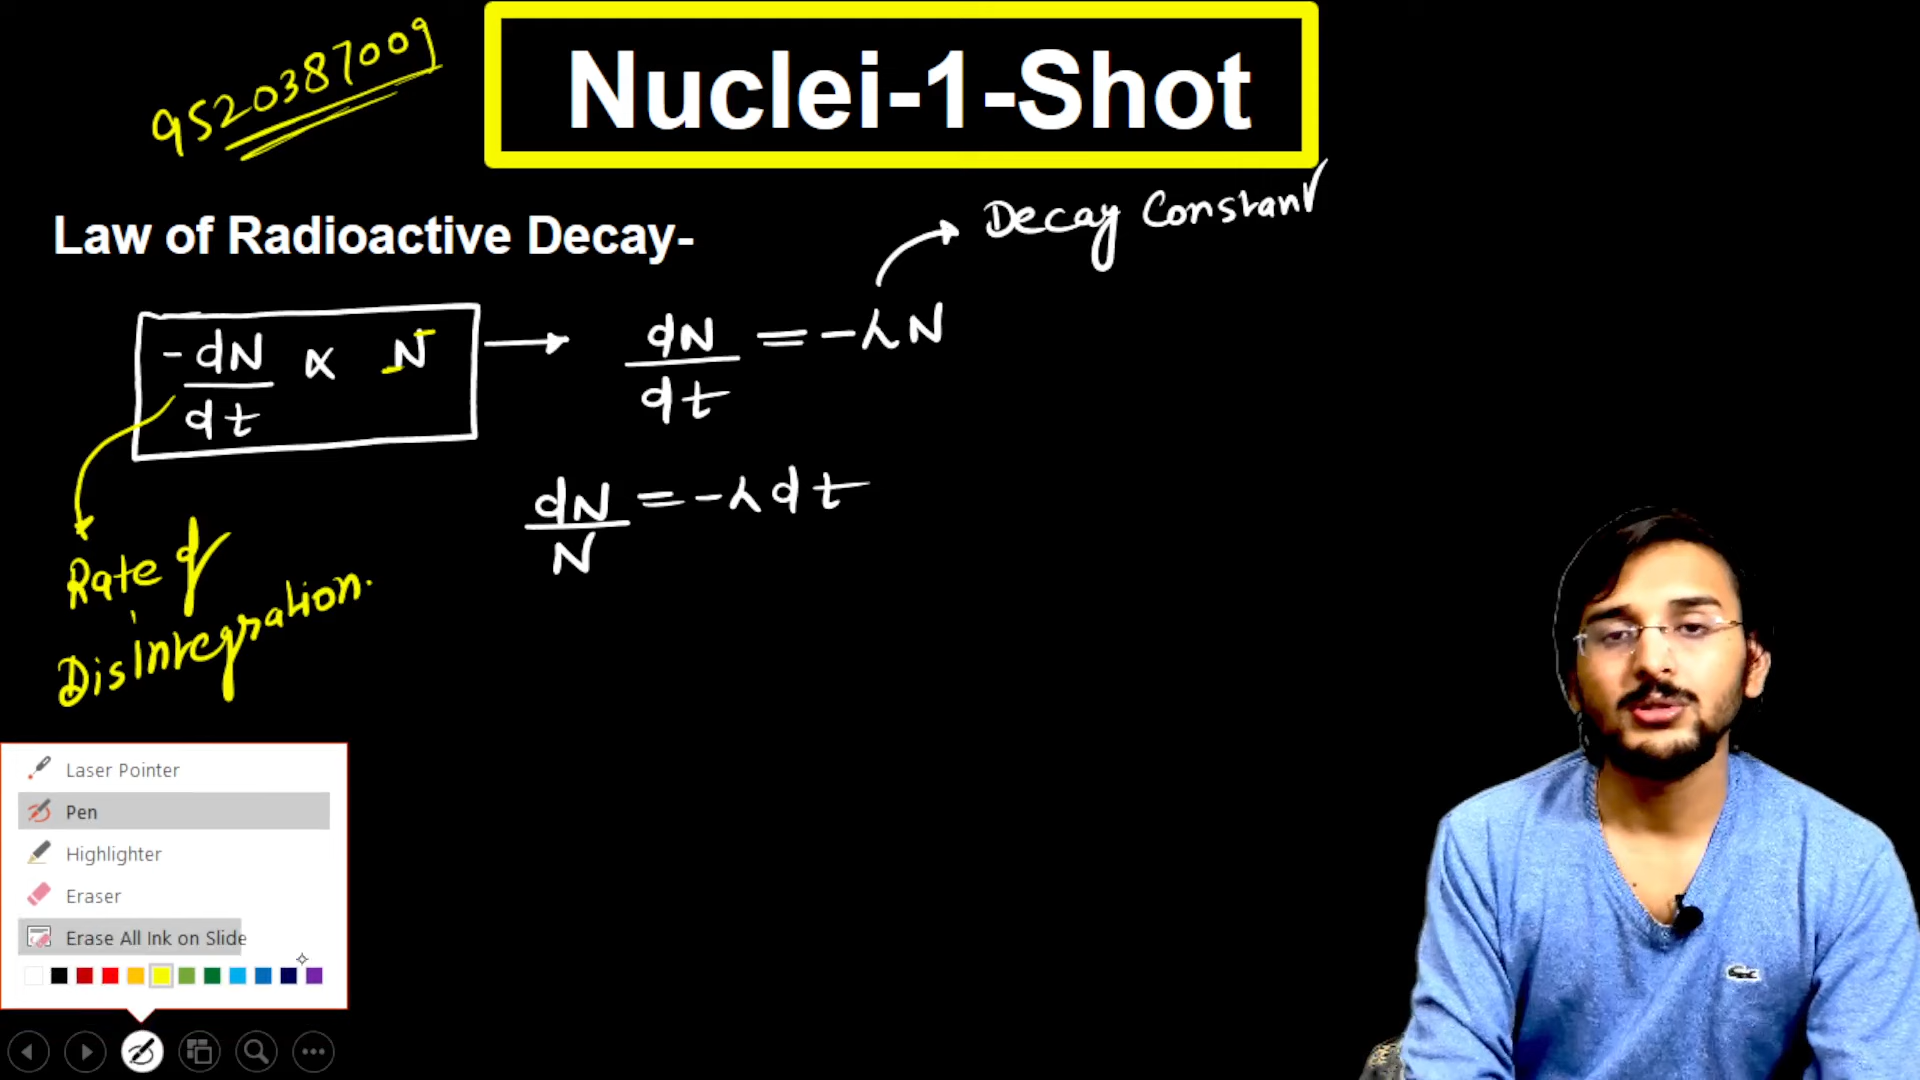 9520387009
Nuclei-1-Shot
Decay Constant
Law of Radioactive Decay-
-dN/dt ∝ N → dN/dt = -λN
dN/N = -λdt
Rate of
Disintegration.
Laser Pointer
Pen
Highlighter
Eraser
Erase All Ink on Slide